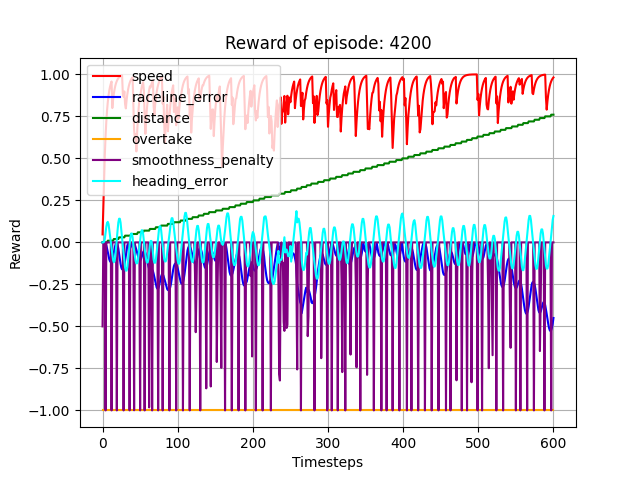 Reward of episode: 4200
1.00
0.75
0.50
0.25
0.00
−0.25
−0.50
−0.75
−1.00
Reward
speed
raceline_error
distance
overtake
smoothness_penalty
heading_error
0 100 200 300 400 500 600
Timesteps